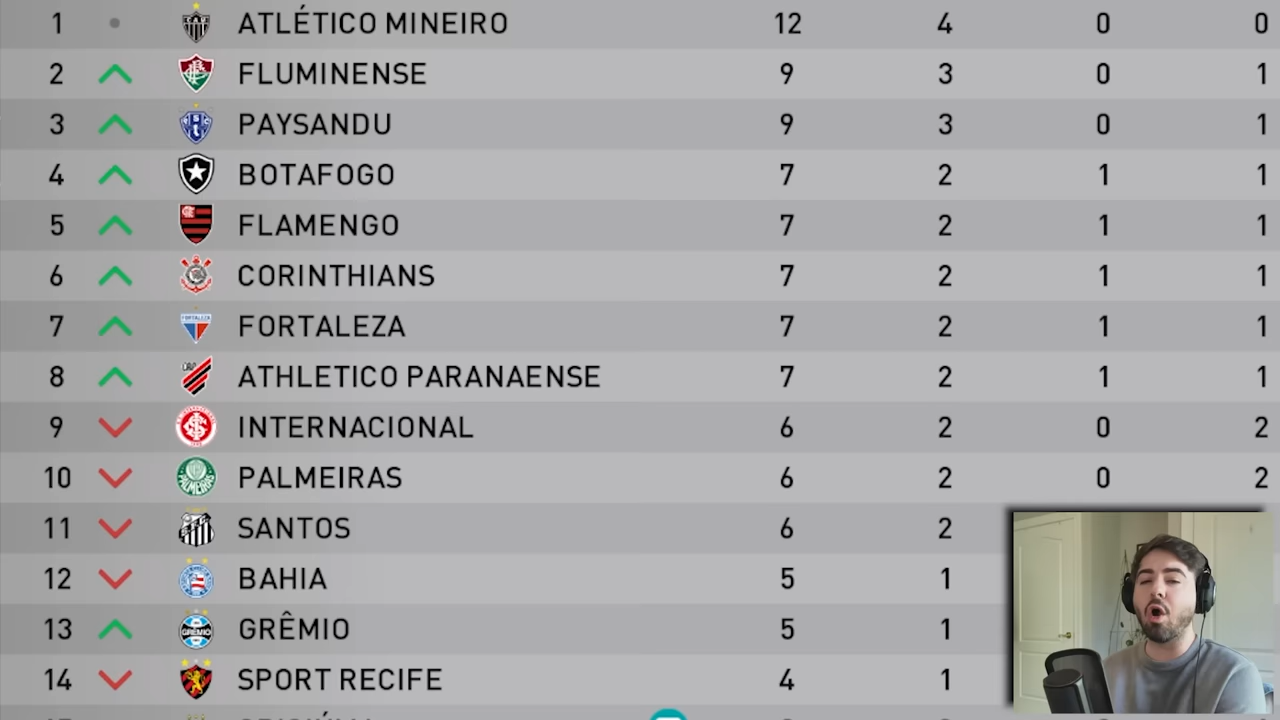 1 ATLÉTICO MINEIRO 12 4 0 0
2 FLUMINENSE 9 3 0 1
3 PAYSANDU 9 3 0 1
4 BOTAFOGO 7 2 1 1
5 FLAMENGO 7 2 1 1
6 CORINTHIANS 7 2 1 1
7 FORTALEZA 7 2 1 1
8 ATHLETICO PARANAENSE 7 2 1 1
9 INTERNACIONAL 6 2 0 2
10 PALMEIRAS 6 2 0 2
11 SANTOS 6 2
12 BAHIA 5 1
13 GRÊMIO 5 1
14 SPORT RECIFE 4 1